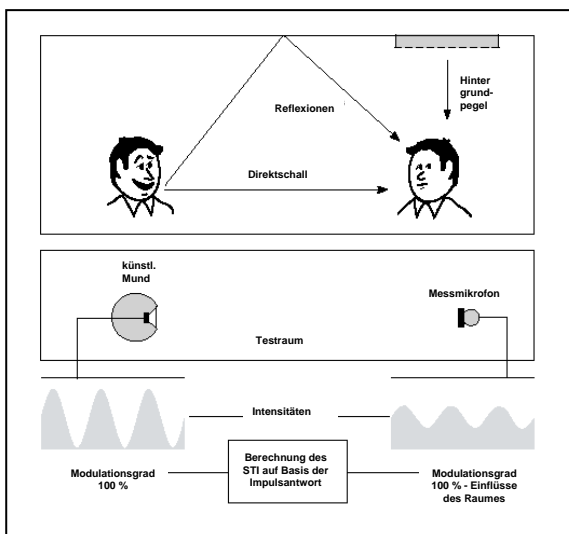 Hinter
grund-
pegel
Reflexionen
Direktschall
künstl.
Mund
Messmikrofon
Testraum
Intensitäten
Modulationsgrad
100 %
Berechnung des
STI auf Basis der
Impulsantwort
Modulationsgrad
100 % - Einflüsse
des Raumes